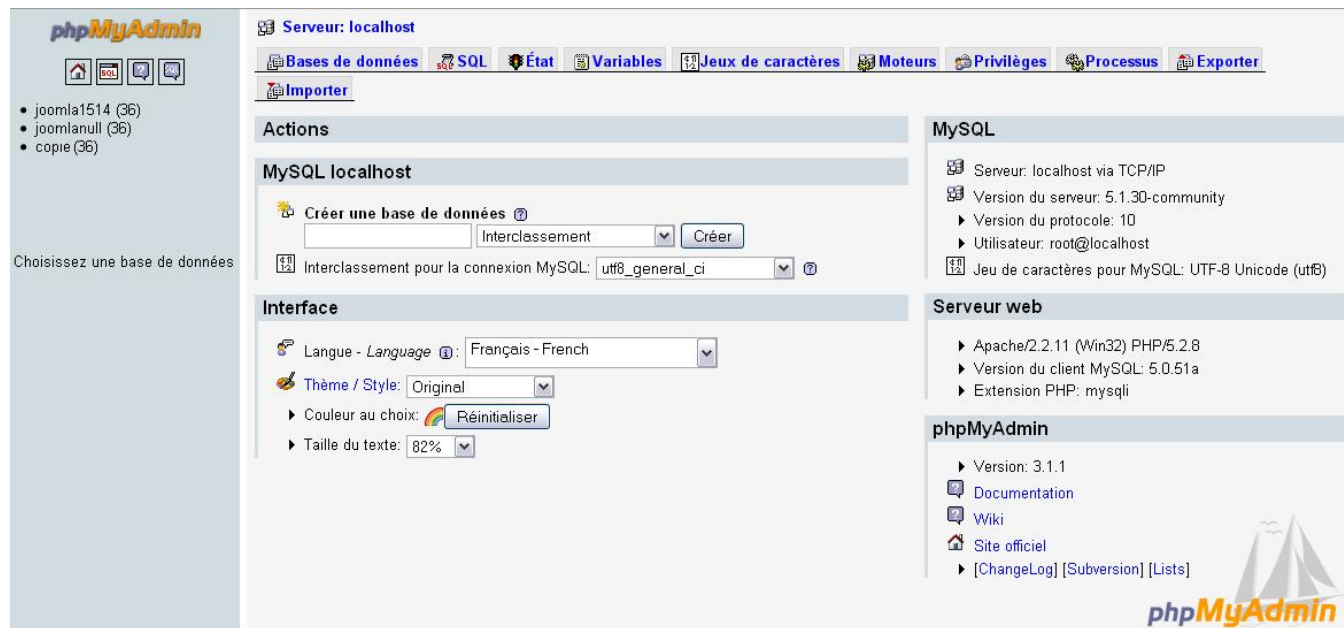 phpMyAdmin
SQL
joomla1514 (36)
joomlanull (36)
copie (36)
Choisissez une base de données
Serveur: localhost
Bases de données SQL État Variables Jeux de caractères Moteurs Privilèges Processus Exporter
Importer
Actions
MySQL localhost
Créer une base de données
Interclassement Créer
Interclassement pour la connexion MySQL: utf8_general_ci
Interface
Langue - Language : Français - French
Thème / Style: Original
Couleur au choix: Réinitialiser
Taille du texte: 82%
MySQL
Serveur: localhost via TCP/IP
Version du serveur: 5.1.30-community
Version du protocole: 10
Utilisateur: root@localhost
Jeu de caractères pour MySQL: UTF-8 Unicode (utf8)
Serveur web
Apache/2.2.11 (Win32) PHP/5.2.8
Version du client MySQL: 5.0.51a
Extension PHP: mysqli
phpMyAdmin
Version: 3.1.1
Documentation
Wiki
Site officiel
[ChangeLog] [Subversion] [Lists]
phpMyAdmin